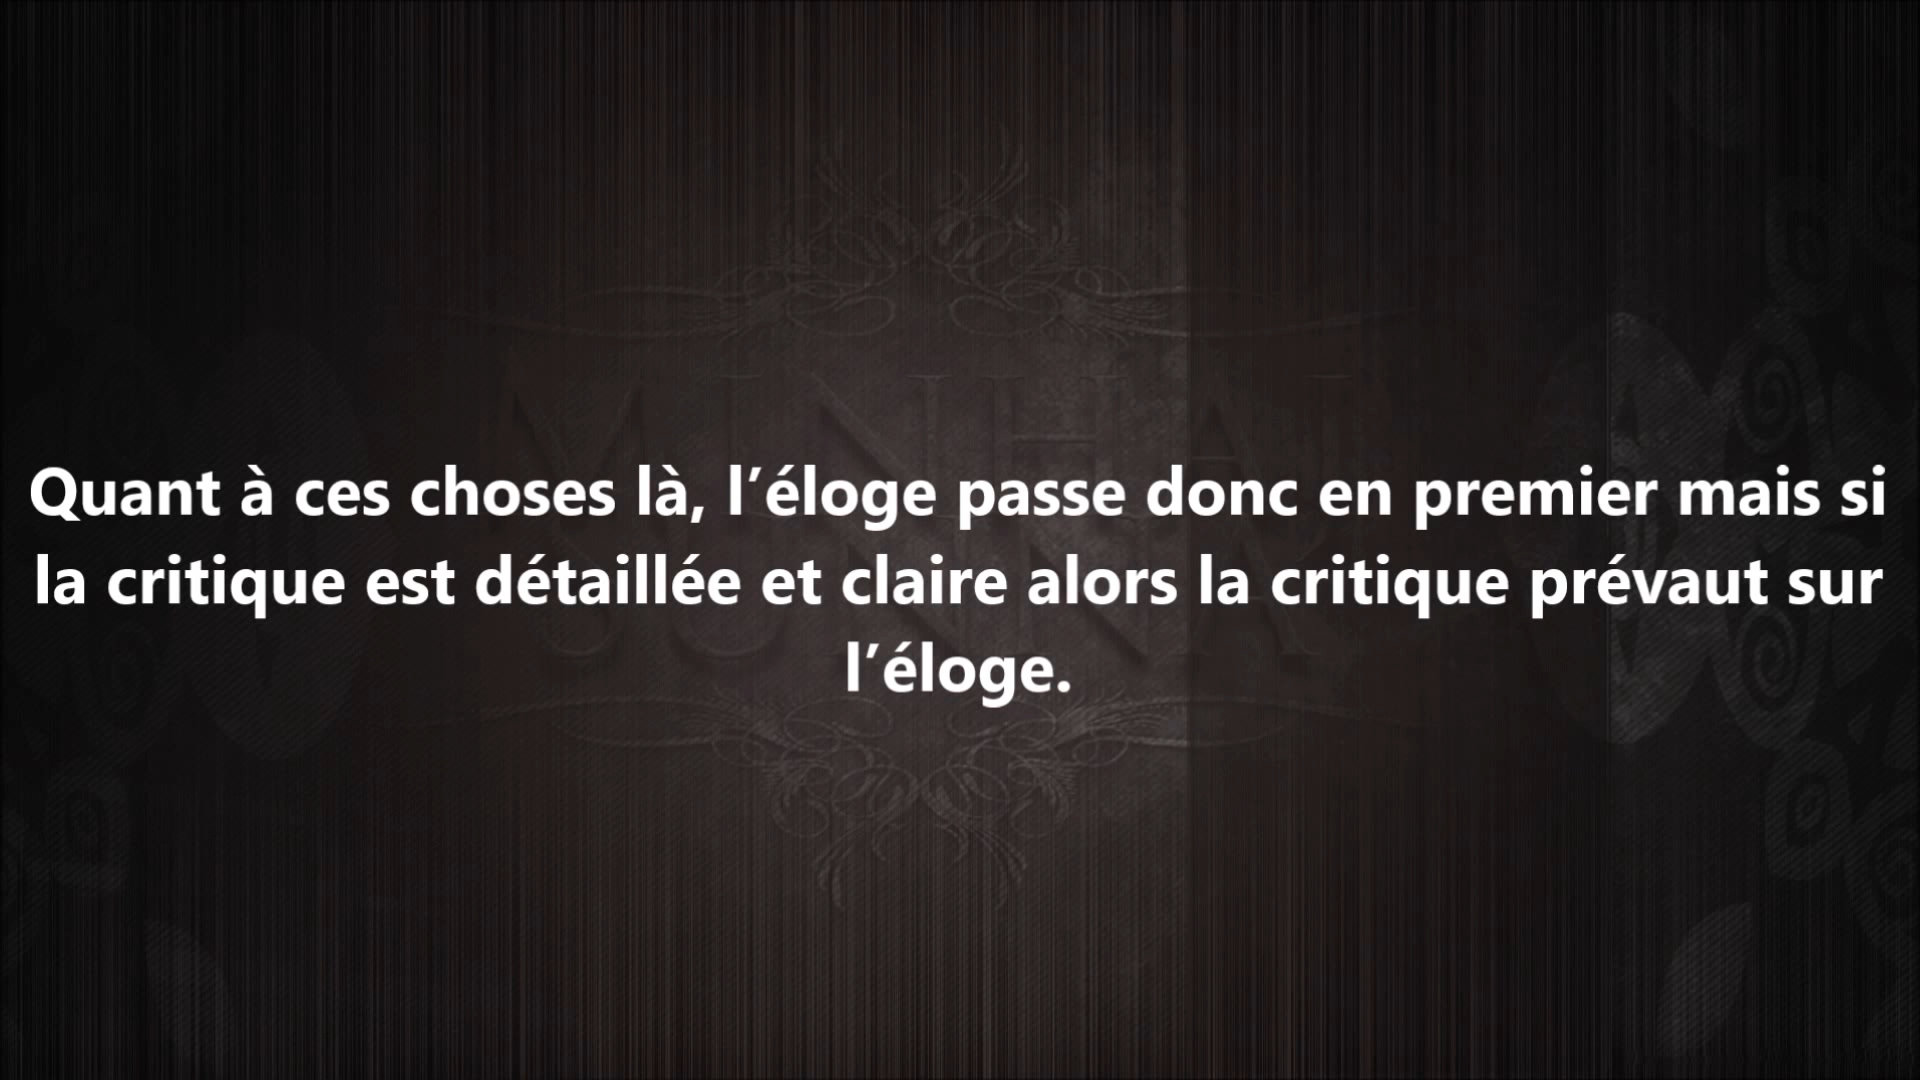 Quant à ces choses là, l’éloge passe donc en premier mais si
la critique est détaillée et claire alors la critique prévaut sur
l’éloge.